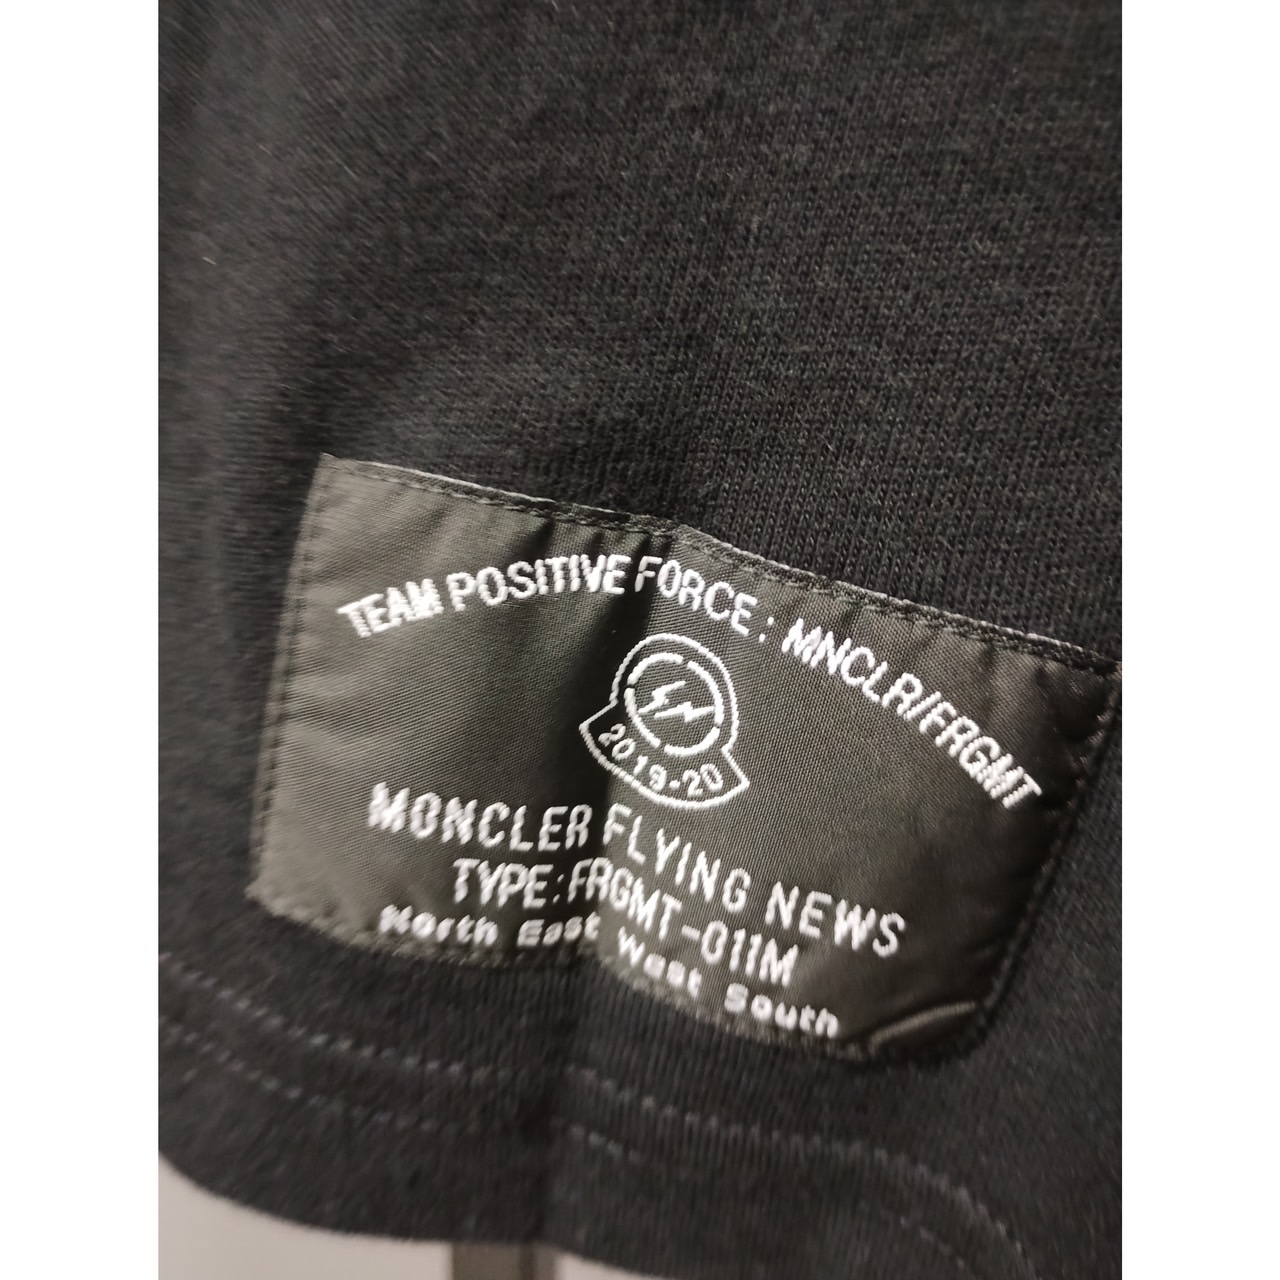 TEAM POSITIVE FORCE : MNCLR/FRGMT
2019-20
MONCLER FLYING NEWS
TYPE:FRGMT-011M
North East West South